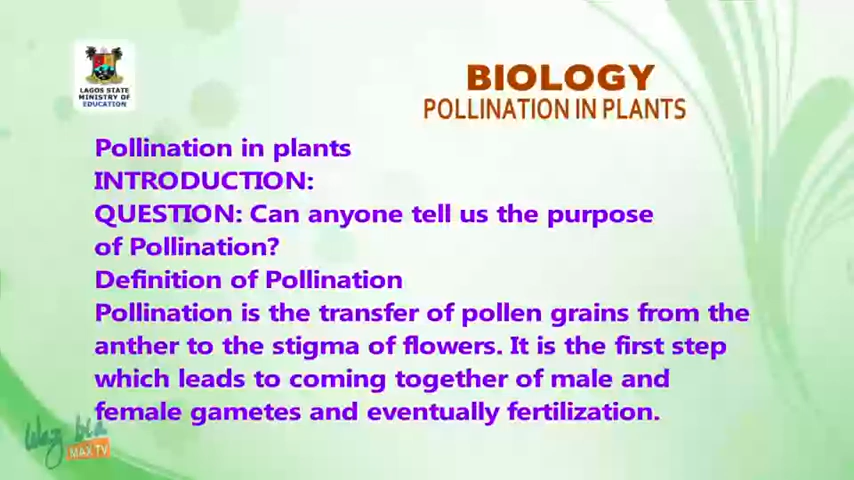 LAGOS STATE
MINISTRY OF
EDUCATION
BIOLOGY
POLLINATION IN PLANTS
Pollination in plants
INTRODUCTION:
QUESTION: Can anyone tell us the purpose
of Pollination?
Definition of Pollination
Pollination is the transfer of pollen grains from the
anther to the stigma of flowers. It is the first step
which leads to coming together of male and
female gametes and eventually fertilization.
MAX TV